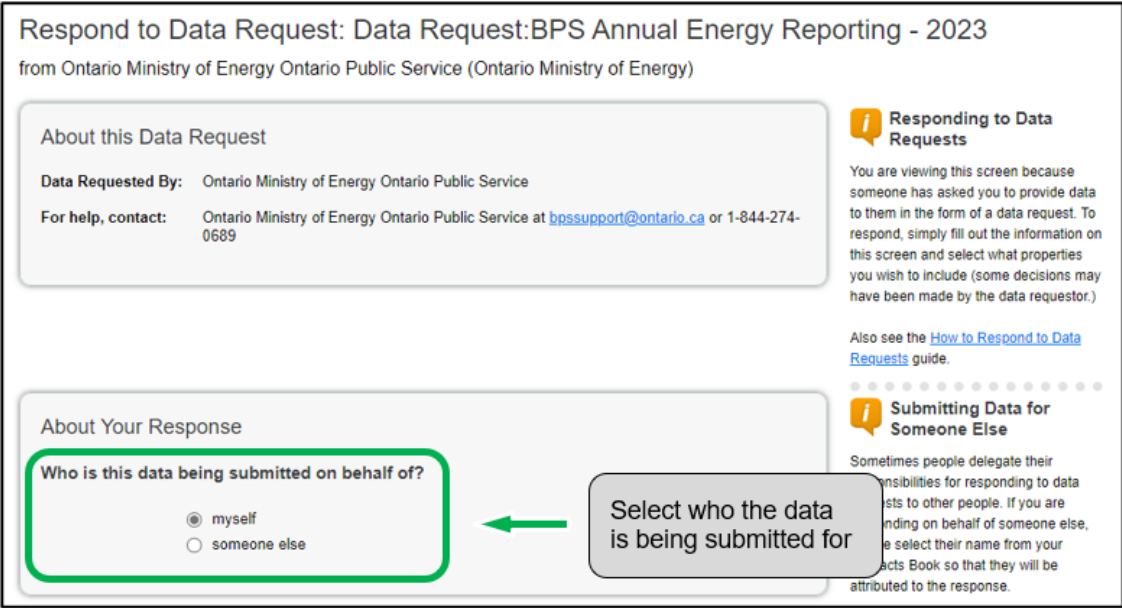 Respond to Data Request: Data Request:BPS Annual Energy Reporting - 2023
from Ontario Ministry of Energy Ontario Public Service (Ontario Ministry of Energy)
About this Data Request
Data Requested By: Ontario Ministry of Energy Ontario Public Service
For help, contact: Ontario Ministry of Energy Ontario Public Service at bpssupport@ontario.ca or 1-844-274-
0689
About Your Response
Who is this data being submitted on behalf of?
myself
someone else
Select who the data
is being submitted for
Responding to Data
Requests
You are viewing this screen because
someone has asked you to provide data
to them in the form of a data request. To
respond, simply fill out the information on
this screen and select what properties
you wish to include (some decisions may
have been made by the data requestor.)
Also see the How to Respond to Data
Requests guide.
Submitting Data for
Someone Else
Sometimes people delegate their
for responding to data
to other people. If you are
on behalf of someone else,
select their name from your
Book so that they will be
attributed to the response.